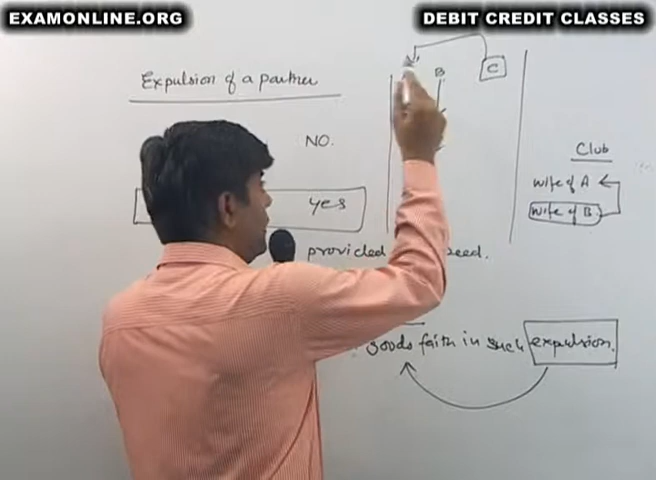 EXAMONLINE.ORG
DEBIT CREDIT CLASSES
Expulsion of a partner
B
C
NO.
Club
wife of A
yes
wife of B
provided
goods faith in such expulsion.